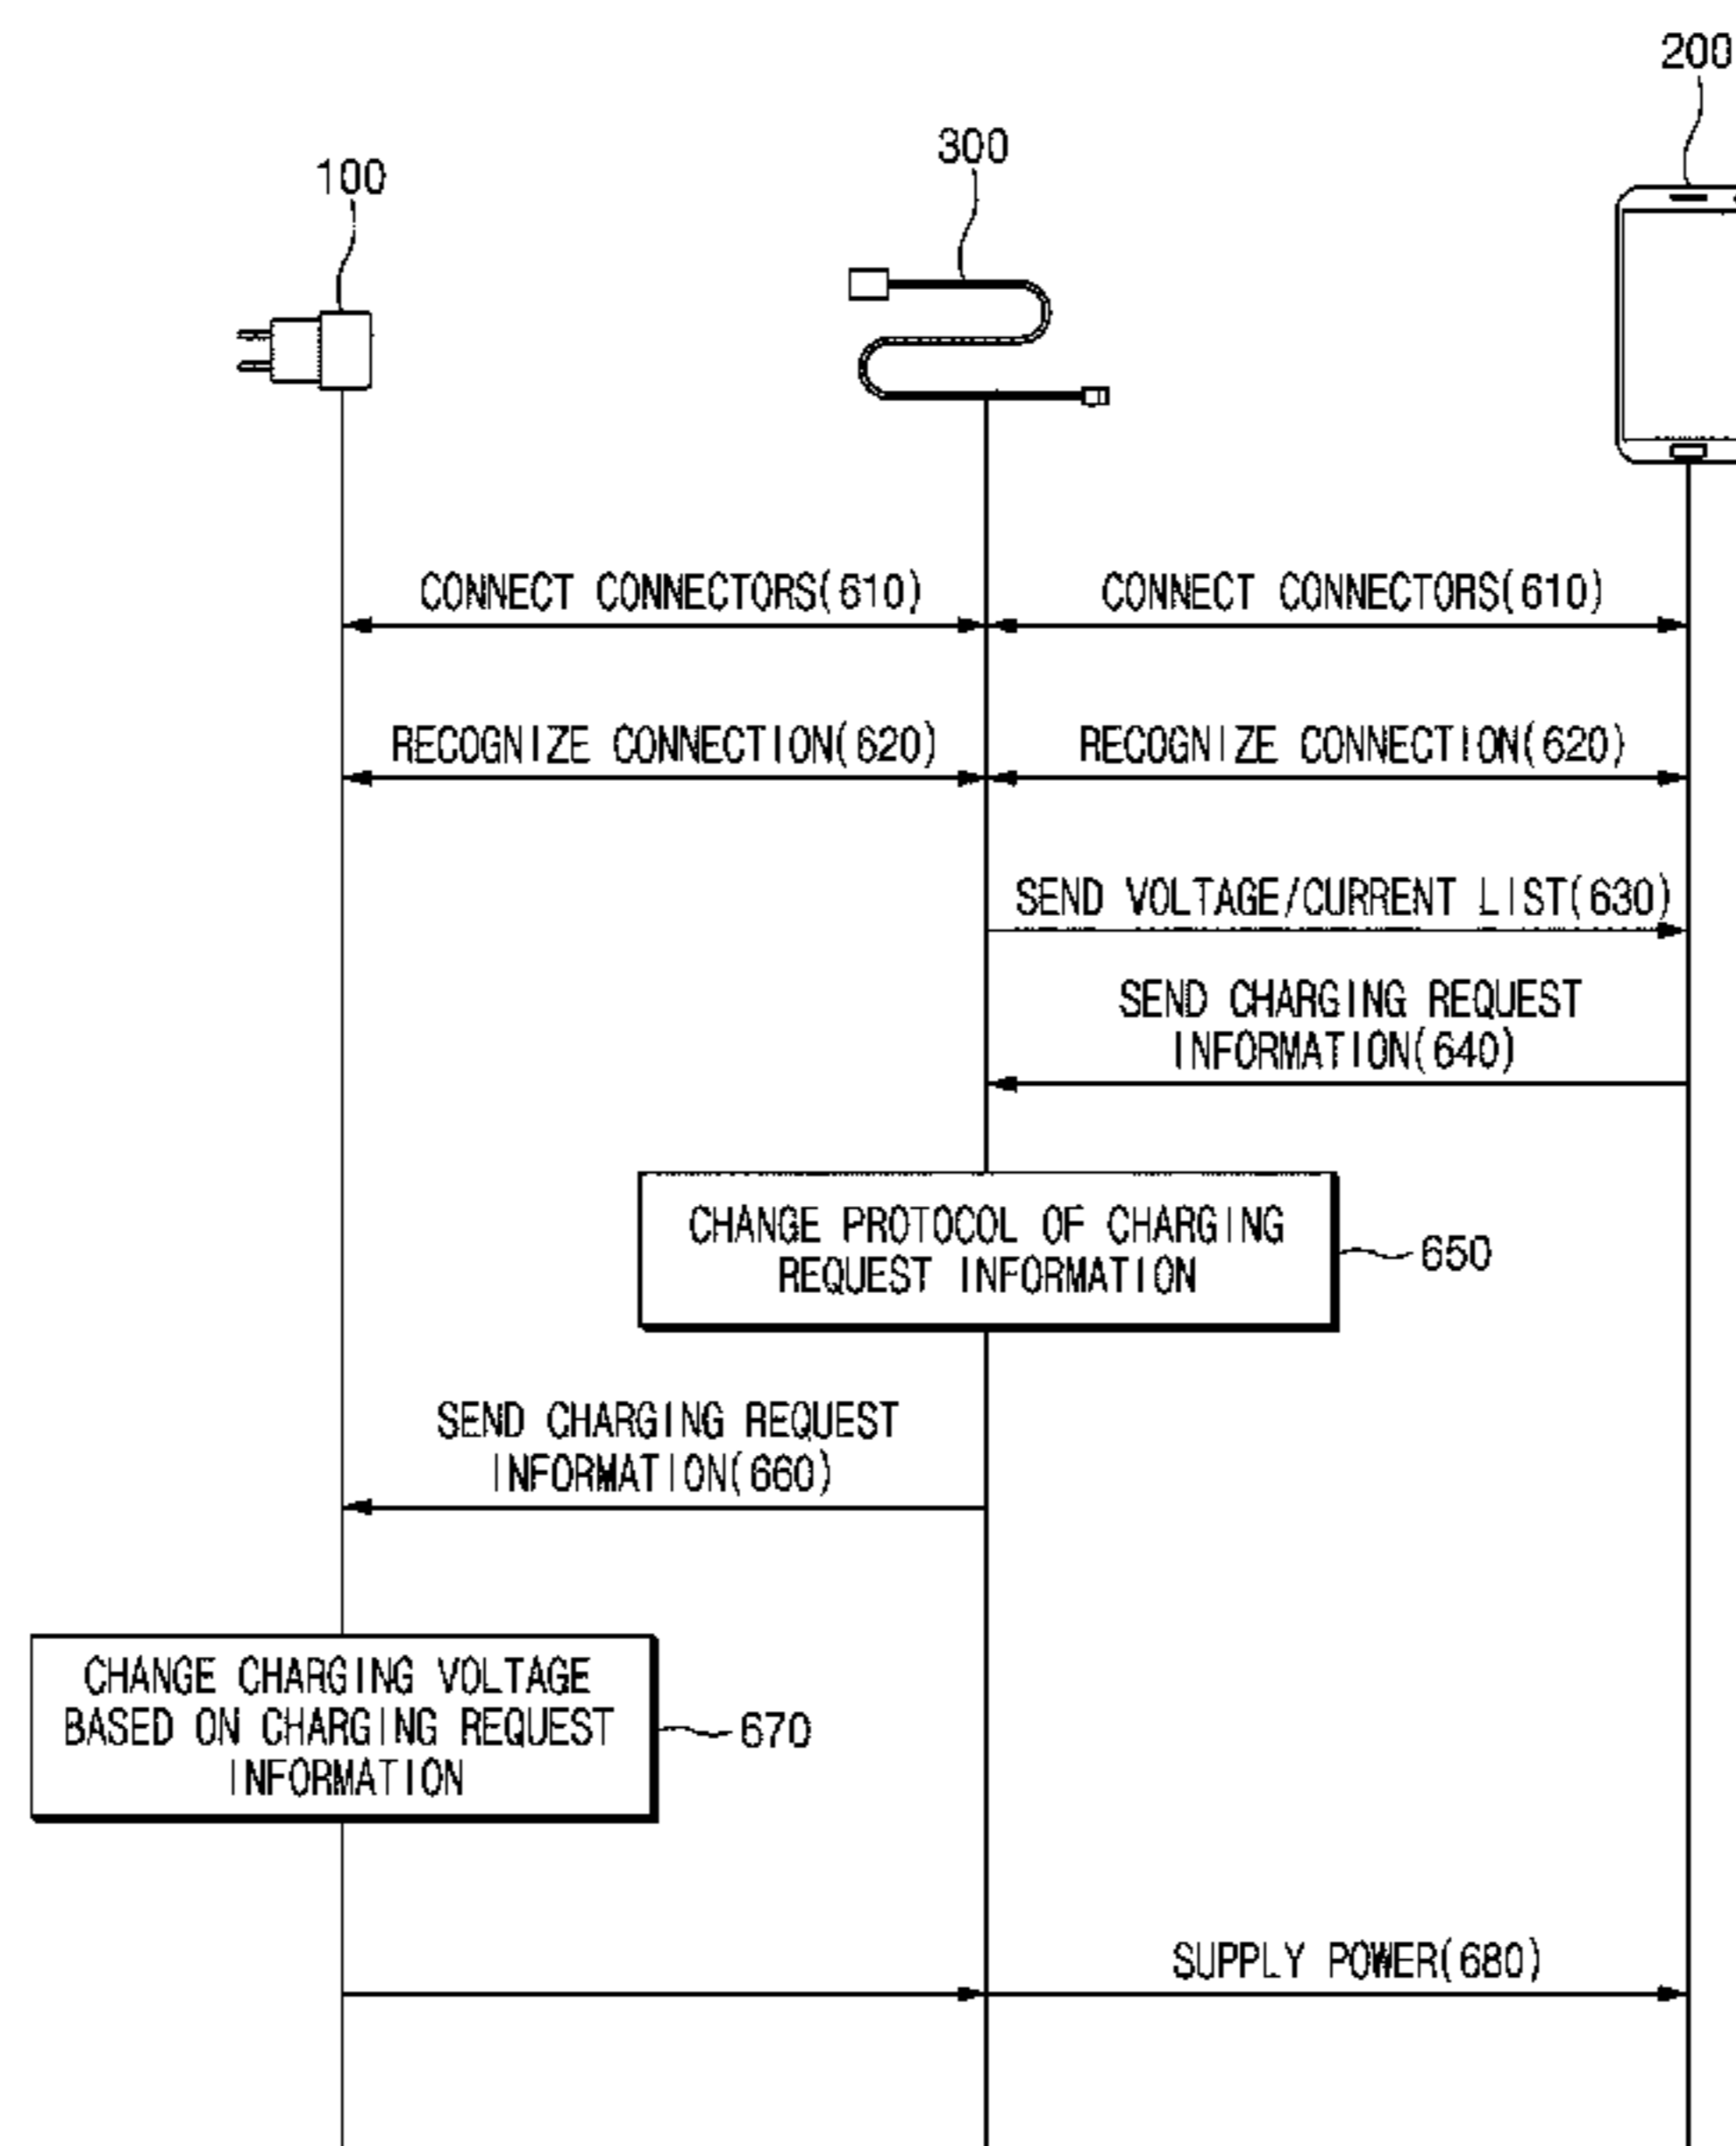 200
300
100
CONNECT CONNECTORS(610)
CONNECT CONNECTORS(610)
RECOGNIZE CONNECTION(620)
RECOGNIZE CONNECTION(620)
SEND VOLTAGE/CURRENT LIST(630)
SEND CHARGING REQUEST
INFORMATION(640)
CHANGE PROTOCOL OF CHARGING
REQUEST INFORMATION
650
SEND CHARGING REQUEST
INFORMATION(660)
CHANGE CHARGING VOLTAGE
BASED ON CHARGING REQUEST
INFORMATION
670
SUPPLY POWER(680)